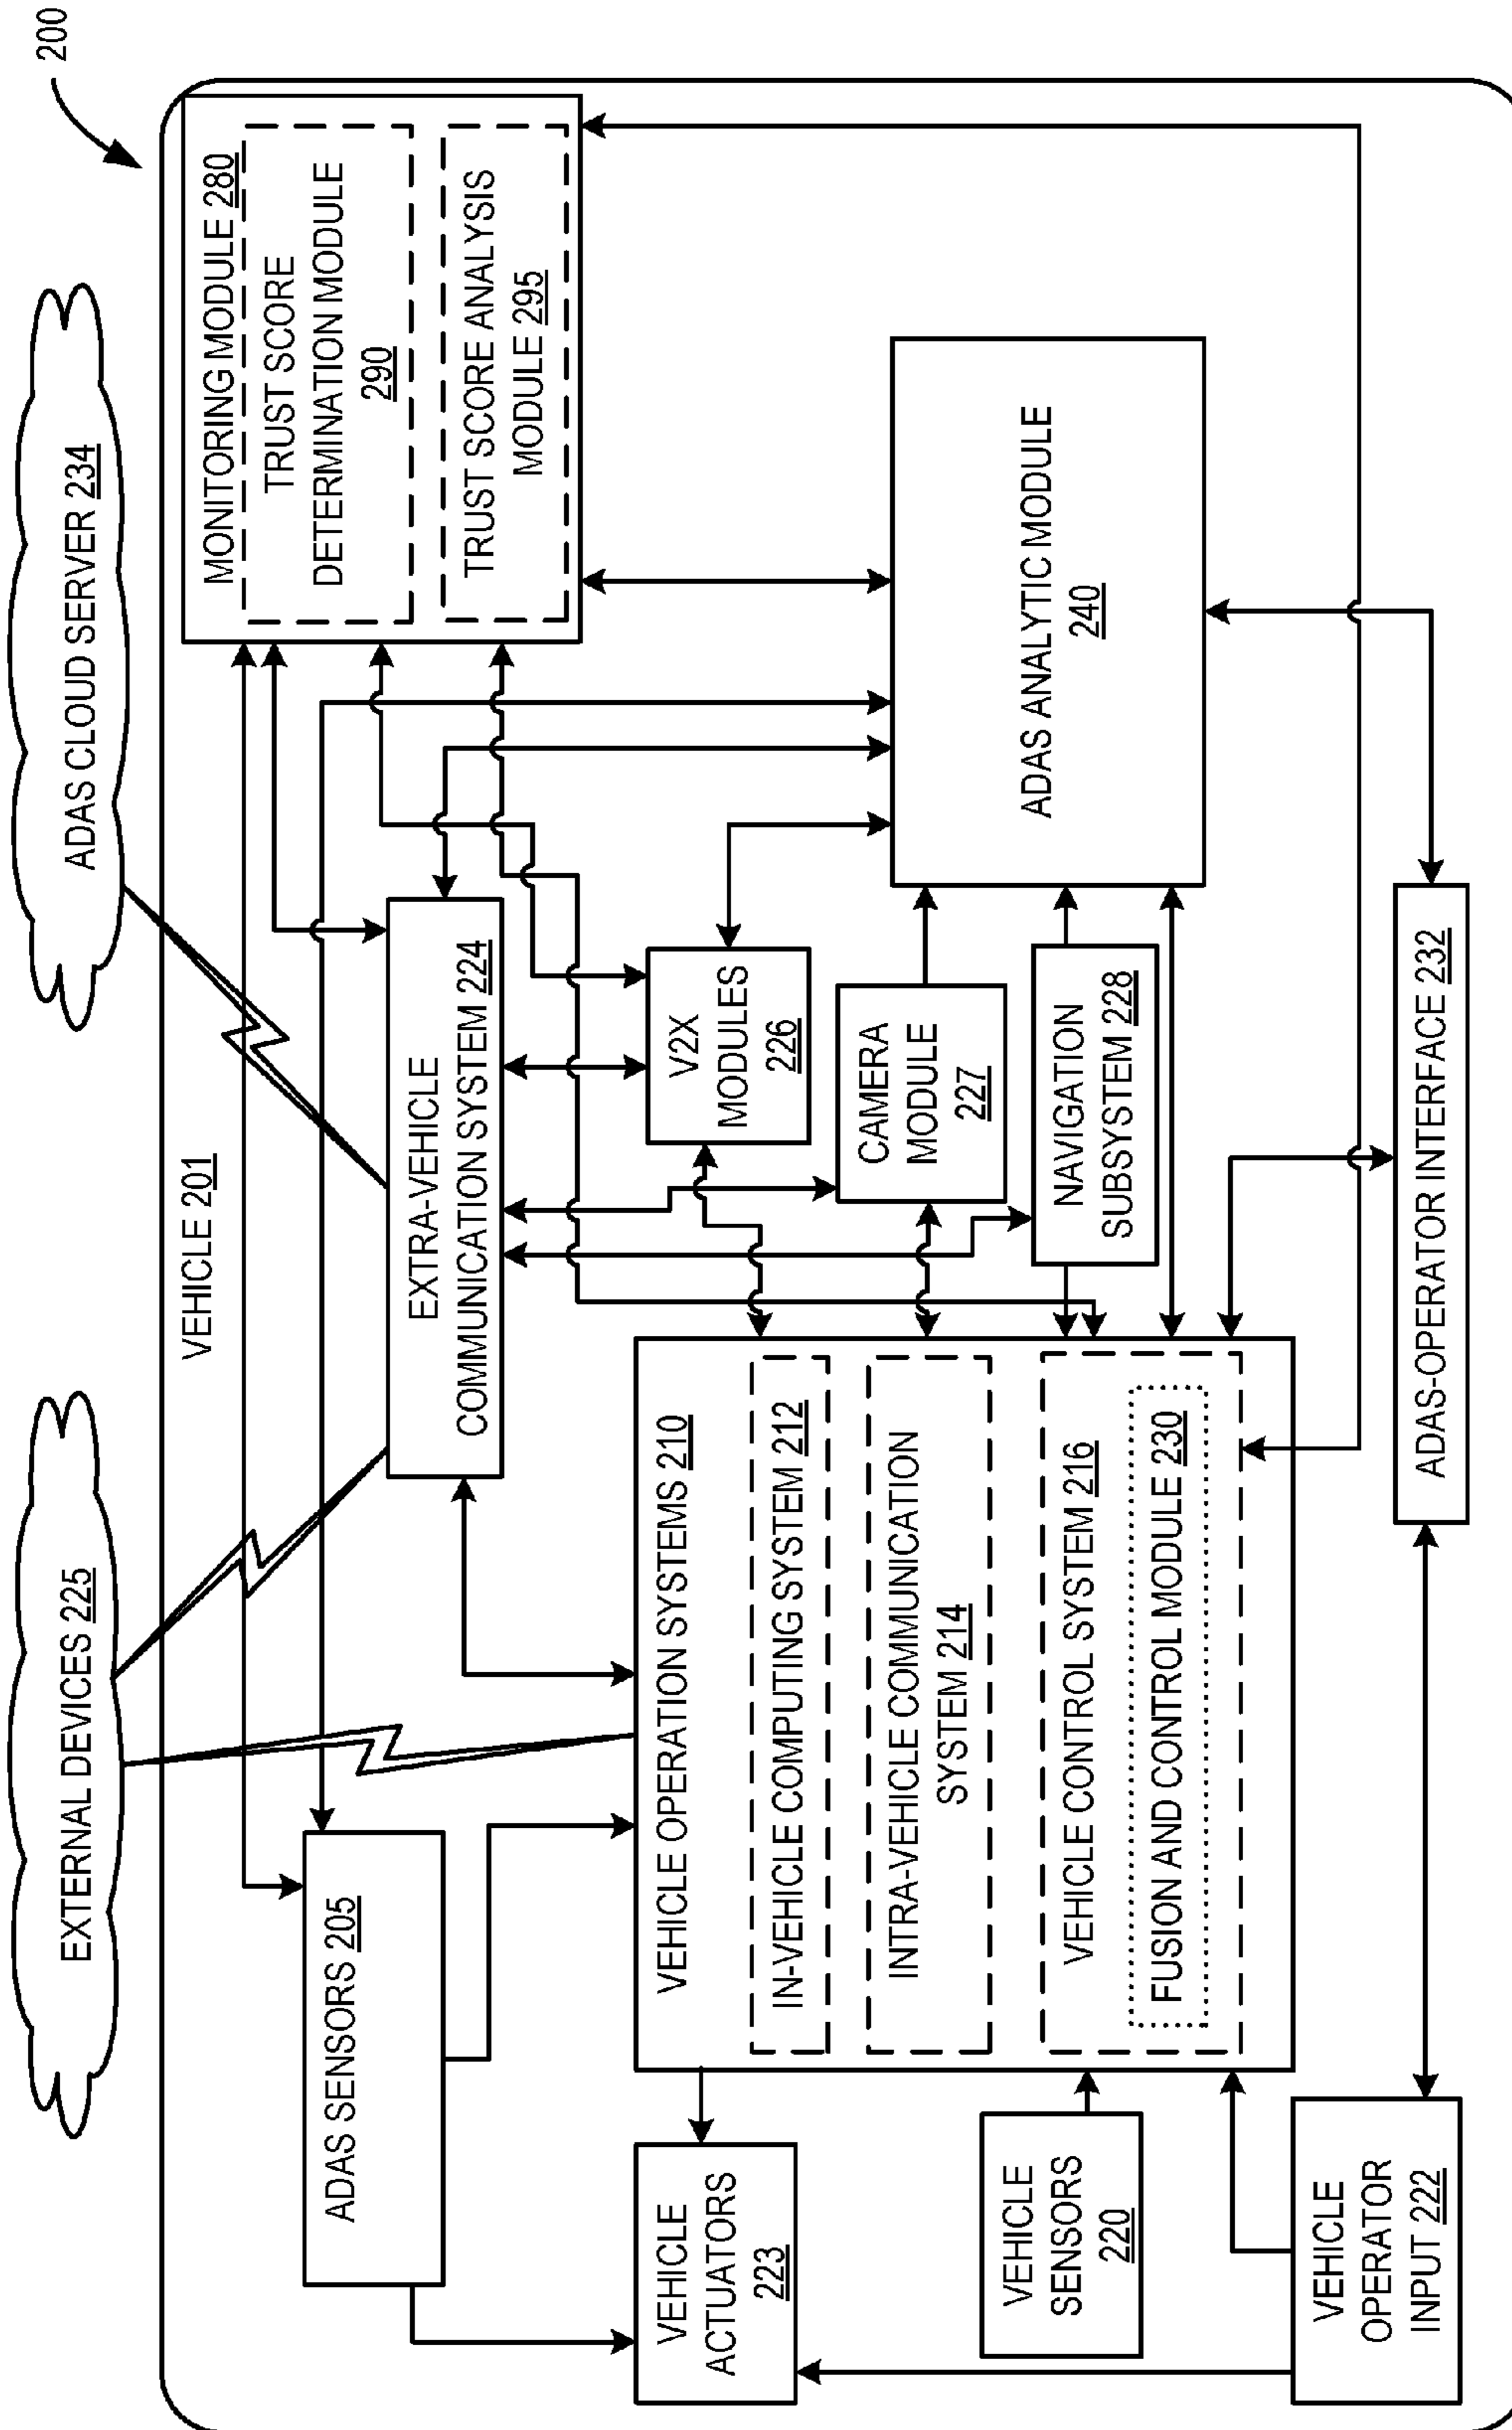 200
EXTERNAL DEVICES 225
ADAS CLOUD SERVER 234
VEHICLE 201
MONITORING MODULE 280
TRUST SCORE
DETERMINATION MODULE
290
TRUST SCORE ANALYSIS
MODULE 295
ADAS SENSORS 205
EXTRA-VEHICLE
COMMUNICATION SYSTEM 224
VEHICLE OPERATION SYSTEMS 210
IN-VEHICLE COMPUTING SYSTEM 212
INTRA-VEHICLE COMMUNICATION
SYSTEM 214
VEHICLE CONTROL SYSTEM 216
FUSION AND CONTROL MODULE 230
V2X
MODULES
226
CAMERA
MODULE
227
NAVIGATION
SUBSYSTEM 228
ADAS ANALYTIC MODULE
240
VEHICLE
ACTUATORS
223
VEHICLE
SENSORS
220
VEHICLE
OPERATOR
INPUT 222
ADAS-OPERATOR INTERFACE 232